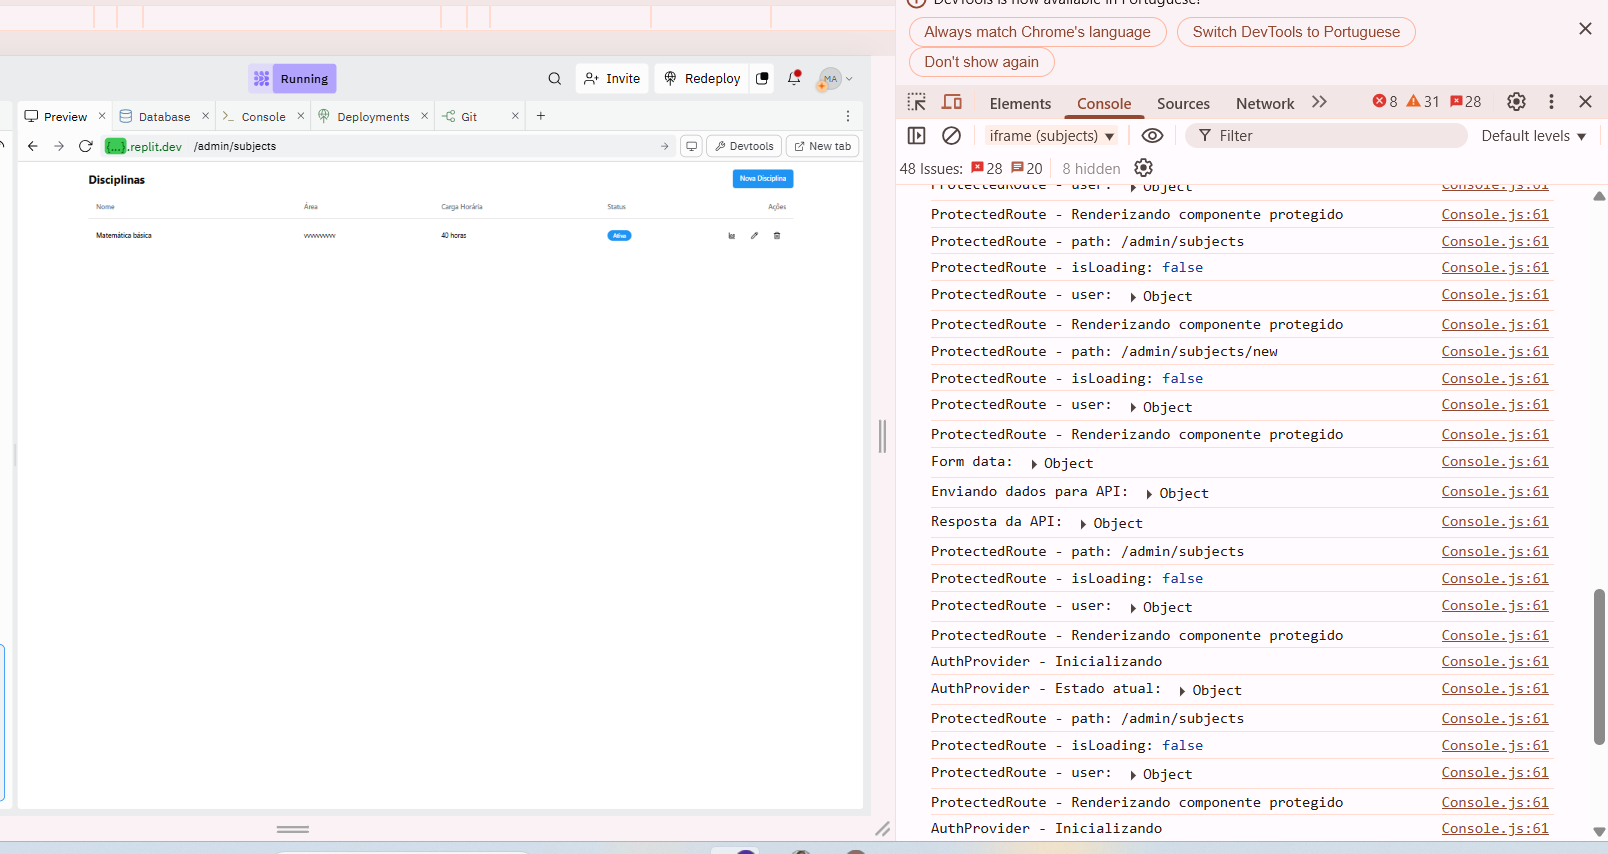 DevTools is now available in Portuguese!
Always match Chrome's language
Switch DevTools to Portuguese
Don't show again
Running
Invite
Redeploy
MA
Preview
Database
Console
Deployments
Git
{...}.replit.dev /admin/subjects
Devtools
New tab
Disciplinas
Nova Disciplina
Nome Área Carga Horária Status Ações
Matemática básica vvvvvvvvvv 40 horas Ativo
Elements Console Sources Network 8 31 28
iframe (subjects) Filter Default levels
48 Issues: 28 20 8 hidden
ProtectedRoute - user: Object Console.js:61
ProtectedRoute - Renderizando componente protegido Console.js:61
ProtectedRoute - path: /admin/subjects Console.js:61
ProtectedRoute - isLoading: false Console.js:61
ProtectedRoute - user: Object Console.js:61
ProtectedRoute - Renderizando componente protegido Console.js:61
ProtectedRoute - path: /admin/subjects/new Console.js:61
ProtectedRoute - isLoading: false Console.js:61
ProtectedRoute - user: Object Console.js:61
ProtectedRoute - Renderizando componente protegido Console.js:61
Form data: Object Console.js:61
Enviando dados para API: Object Console.js:61
Resposta da API: Object Console.js:61
ProtectedRoute - path: /admin/subjects Console.js:61
ProtectedRoute - isLoading: false Console.js:61
ProtectedRoute - user: Object Console.js:61
ProtectedRoute - Renderizando componente protegido Console.js:61
AuthProvider - Inicializando Console.js:61
AuthProvider - Estado atual: Object Console.js:61
ProtectedRoute - path: /admin/subjects Console.js:61
ProtectedRoute - isLoading: false Console.js:61
ProtectedRoute - user: Object Console.js:61
ProtectedRoute - Renderizando componente protegido Console.js:61
AuthProvider - Inicializando Console.js:61